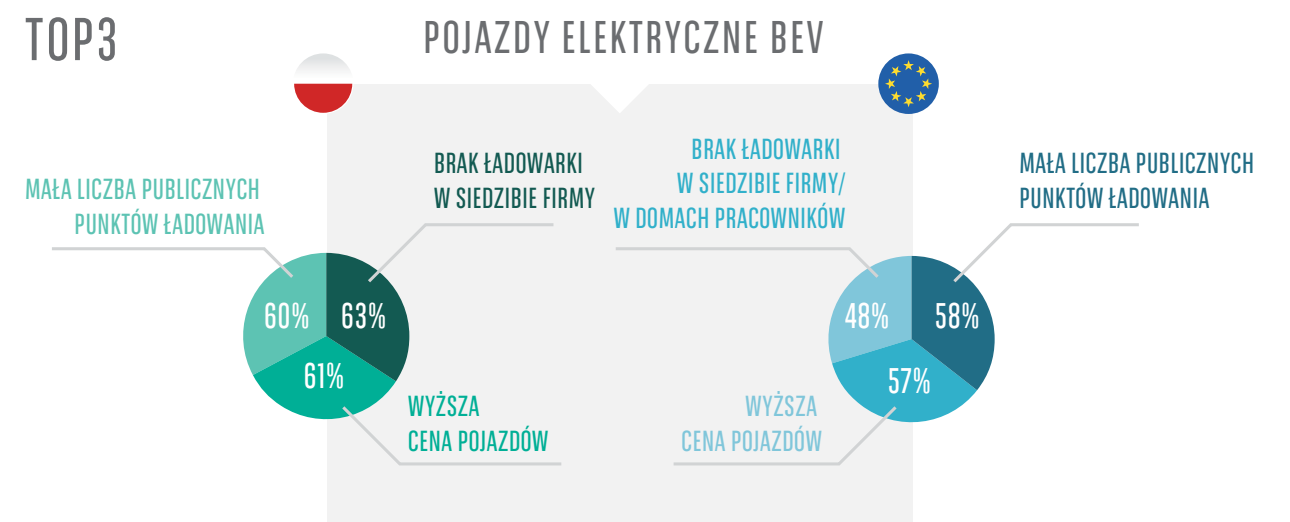 TOP3
POJAZDY ELEKTRYCZNE BEV
MAŁA LICZBA PUBLICZNYCH
PUNKTÓW ŁADOWANIA
BRAK ŁADOWARKI
W SIEDZIBIE FIRMY
60%
63%
61%
WYŻSZA
CENA POJAZDÓW
BRAK ŁADOWARKI
W SIEDZIBIE FIRMY/
W DOMACH PRACOWNIKÓW
MAŁA LICZBA PUBLICZNYCH
PUNKTÓW ŁADOWANIA
48%
58%
57%
WYŻSZA
CENA POJAZDÓW